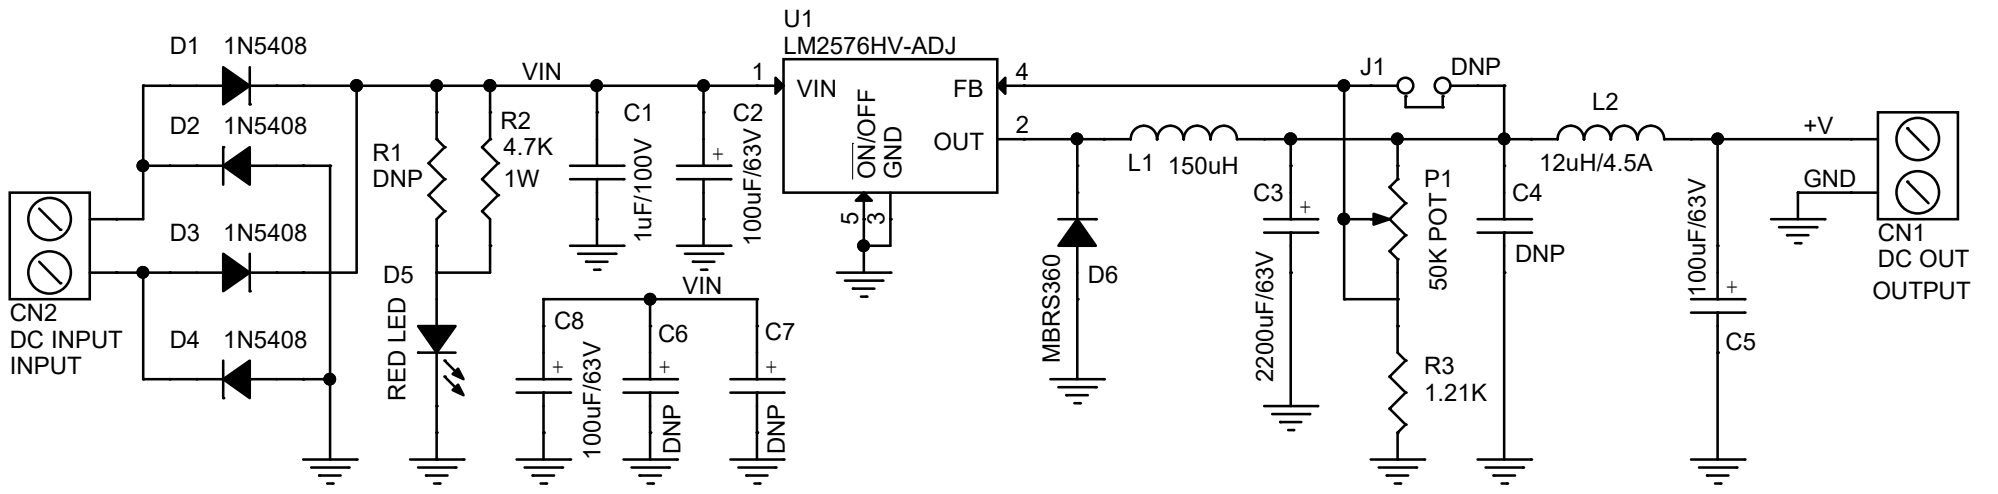 U1
LM2576HV-ADJ
D1 1N5408
VIN
1
VIN
FB
4
J1
DNP
L2
D2 1N5408
R2
4.7K
1W
C1
1uF/100V
C2
+
100uF/63V
ON/OFF
GND
OUT
2
+V
R1
DNP
L1 150uH
12uH/4.5A
P1
50K POT
C4
DNP
GND
C3
+
2200uF/63V
5
3
D3 1N5408
CN1
DC OUT
OUTPUT
D5
RED LED
VIN
D6
MBRS360
100uF/63V
+
C5
CN2
DC INPUT
INPUT
D4 1N5408
C8
+
100uF/63V
C6
+
DNP
C7
+
DNP
R3
1.21K